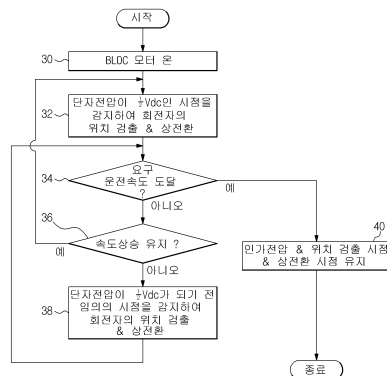 시작
30
BLDC 모터 온
32
단자전압이 ½Vdc인 시점을
감지하여 회전자의
위치 검출 & 상전환
34
요구
운전속도 도달
?
예
아니오
36
속도상승 유지 ?
예
아니오
40
인가전압 & 위치 검출 시점
& 상전환 시점 유지
38
단자전압이 ½Vdc가 되기 전
임의의 시점을 감지하여
회전자의 위치 검출
& 상전환
종료